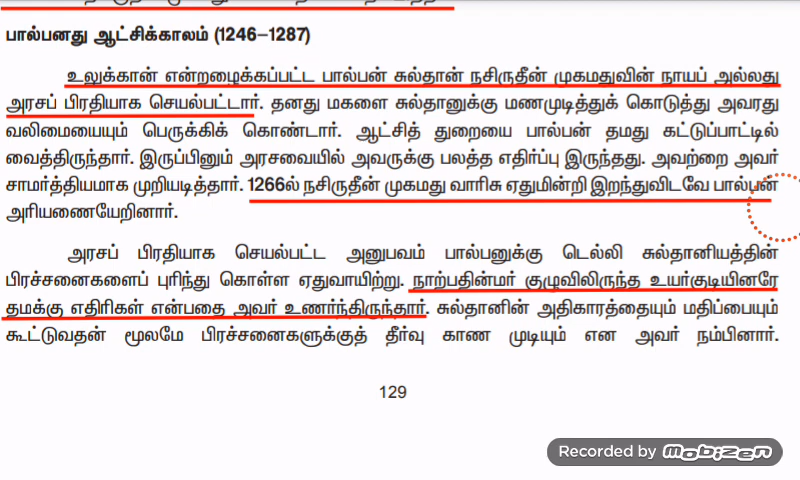 பால்பனது ஆட்சிக்காலம் (1246–1287)
உலுக்கான் என்றழைக்கப்பட்ட பால்பன் சுல்தான் நசிருதீன் முகமதுவின் நாயப் அல்லது
அரசப் பிரதியாக செயல்பட்டார். தனது மகளை சுல்தானுக்கு மணமுடித்துக் கொடுத்து அவரது
வலிமையையும் பெருக்கிக் கொண்டார். ஆட்சித் துறையை பால்பன் தமது கட்டுப்பாட்டில்
வைத்திருந்தார். இருப்பினும் அரசவையில் அவருக்கு பலத்த எதிர்ப்பு இருந்தது. அவற்றை அவர்
சாமர்த்தியமாக முறியடித்தார். 1266ல் நசிருதீன் முகமது வாரிசு ஏதுமின்றி இறந்துவிடவே பால்பன்
அரியணையேறினார்.
அரசப் பிரதியாக செயல்பட்ட அனுபவம் பால்பனுக்கு டெல்லி சுல்தானியத்தின்
பிரச்சனைகளைப் புரிந்து கொள்ள ஏதுவாயிற்று. நாற்பதின்மர் குழுவிலிருந்த உயர்குடியினரே
தமக்கு எதிரிகள் என்பதை அவர் உணர்ந்திருந்தார். சுல்தானின் அதிகாரத்தையும் மதிப்பையும்
கூட்டுவதன் மூலமே பிரச்சனைகளுக்குத் தீர்வு காண முடியும் என அவர் நம்பினார்.
129
Recorded by mobizen